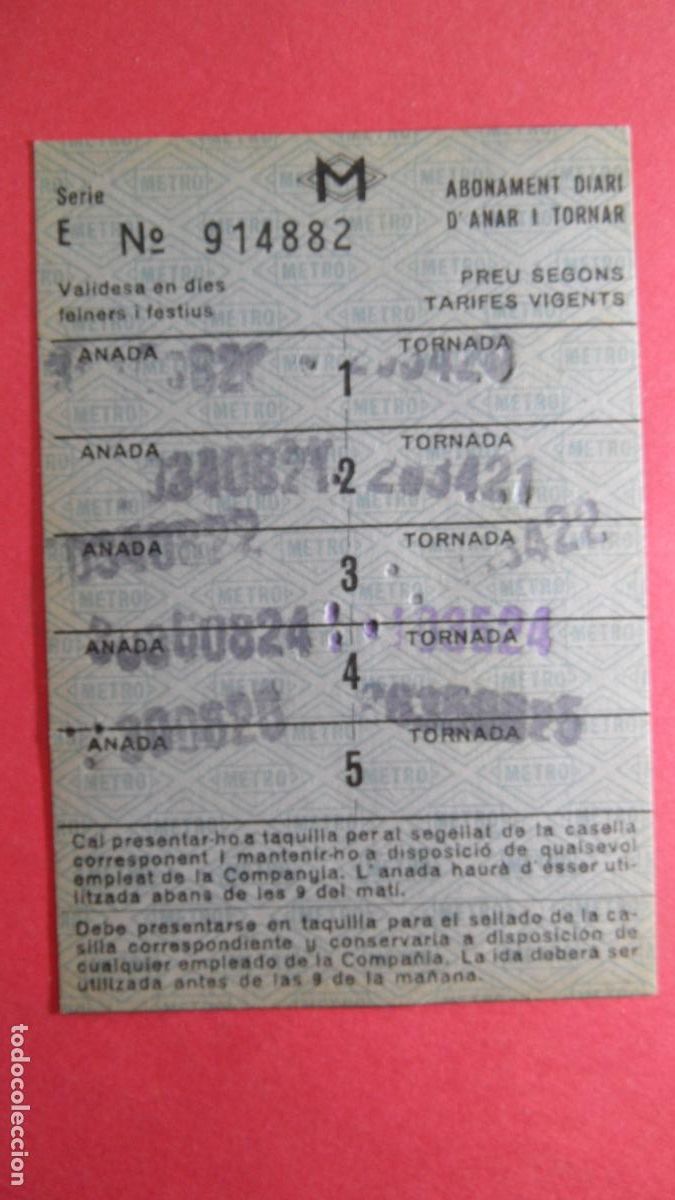 M
Serie
E Nº 914882
ABONAMENT DIARI
D'ANAR I TORNAR
Validesa en dies
feiners i festius
PREU SEGONS
TARIFES VIGENTS
ANADA 1 TORNADA
ANADA 2 TORNADA
0340821 203421
ANADA 3 TORNADA
ANADA 4 TORNADA
ANADA 5 TORNADA
Cal presentar-ho a taquilla per al segellat de la casella
corresponent i mantenir-ho a disposició de qualsevol
empleat de la Companyia. L'anada haurà d'ésser uti-
litzada abans de les 9 del matí.
Debe presentarse en taquilla para el sellado de la ca-
silla correspondiente y conservarla a disposición de
cualquier empleado de la Compañía. La ida deberá ser
utilizada antes de las 9 de la mañana.
todocoleccion